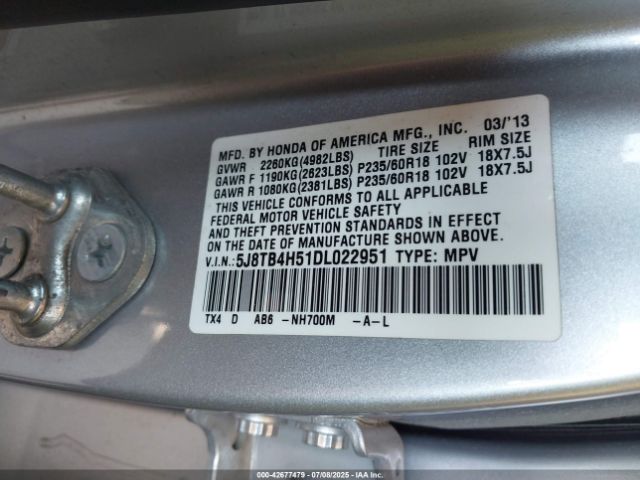 MFD. BY HONDA OF AMERICA MFG., INC. 03/'13
GVWR 2260KG(4982LBS) TIRE SIZE RIM SIZE
GAWR F 1190KG(2623LBS) P235/60R18 102V 18X7.5J
GAWR R 1080KG(2381LBS) P235/60R18 102V 18X7.5J
THIS VEHICLE CONFORMS TO ALL APPLICABLE
FEDERAL MOTOR VEHICLE SAFETY
AND THEFT PREVENTION STANDARDS IN EFFECT
ON DATE OF MANUFACTURE SHOWN ABOVE.
V.I.N.:5J8TB4H51DL022951 TYPE: MPV
TX4 D AB6 -NH700M -A-L
000-42677479 07/08/2025 IAAI.com